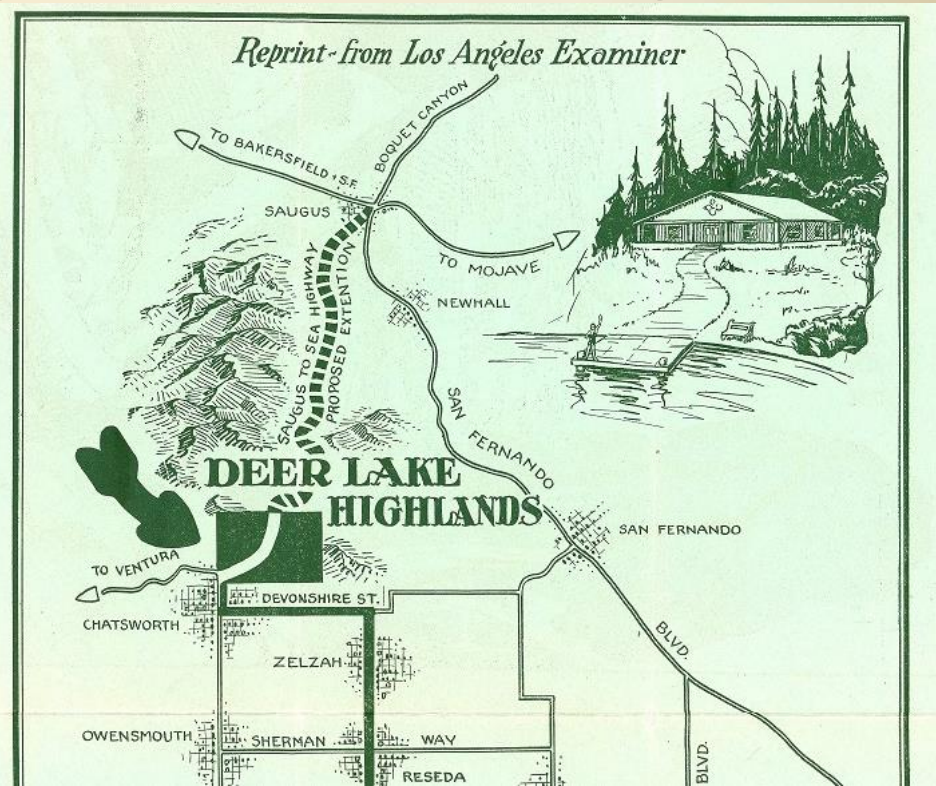 Reprint-from Los Angeles Examiner
BOQUET CANYON
TO BAKERSFIELD + S.F.
SAUGUS
TO MOJAVE
SAUGUS TO SEA HIGHWAY
PROPOSED EXTENTION
NEWHALL
SAN FERNANDO
DEER LAKE
HIGHLANDS
SAN FERNANDO
TO VENTURA
DEVONSHIRE ST.
CHATSWORTH
BLVD.
ZELZAH
OWENSMOUTH
SHERMAN WAY
BLVD.
RESEDA